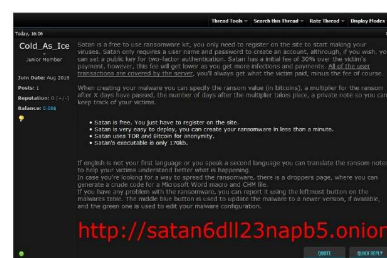 Thread Tools Search this Thread Rate Thread Display Modes
Today, 16:06
Cold_As_Ice
Junior Member
Join Date: Aug 2016
Posts: 1
Reputation:
Balance:
Satan is a free to use ransomware kit, you only need to register on the site to start making your
viruses. Satan only requires a user name and password to create an account, although, if you wish, you
can set a public key for two-factor authentication. Satan has a initial fee of 30% over the victim's
payment, however, this fee will get lower as you get more infections and payments. All of the user
transactions are covered by the server, you'll always get what the victim paid, minus the fee of course.
When creating your malware you can specify the ransom value (in bitcoins), a multiplier for the ransom
after X days have passed, the number of days after the multiplier takes place, a private note so you can
keep track of your victims.
• Satan is free. You just have to register on the site.
• Satan is very easy to deploy, you can create your ransomware in less than a minute.
• Satan uses TOR and Bitcoin for anonymity.
• Satan's executable is only 170kb.
If english is not your first language or you speak a second language you can translate the ransom notes
to help your victims understand better what is happening.
In case you're looking for a way to spread the ransomware, there is a droppers page, where you can
generate a crude code for a Microsoft Word macro and CHM file.
If you have any problem with the ransomware, you can report it using the leftmost button on the
malwares table. The middle blue button is used to update the malware to a newer version, if available,
and the green one is used to edit your malware configuration.
http://satan6dll23napb5.onion
QUOTE QUICK REPLY